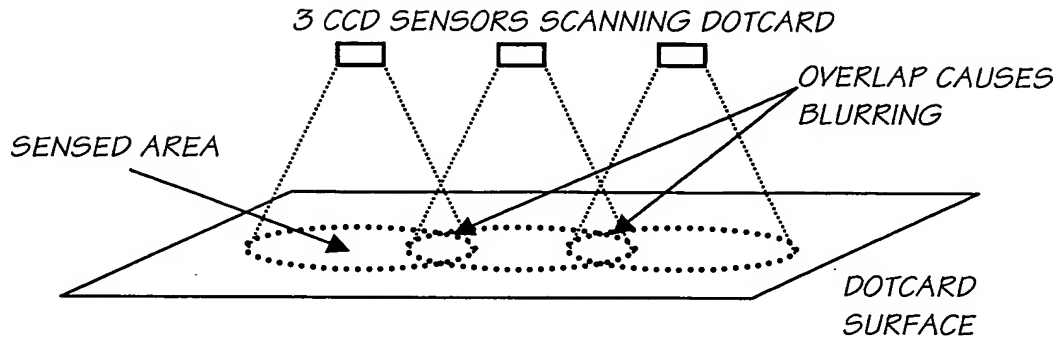 3 CCD SENSORS SCANNING DOTCARD
OVERLAP CAUSES
BLURRING
SENSED AREA
DOTCARD
SURFACE